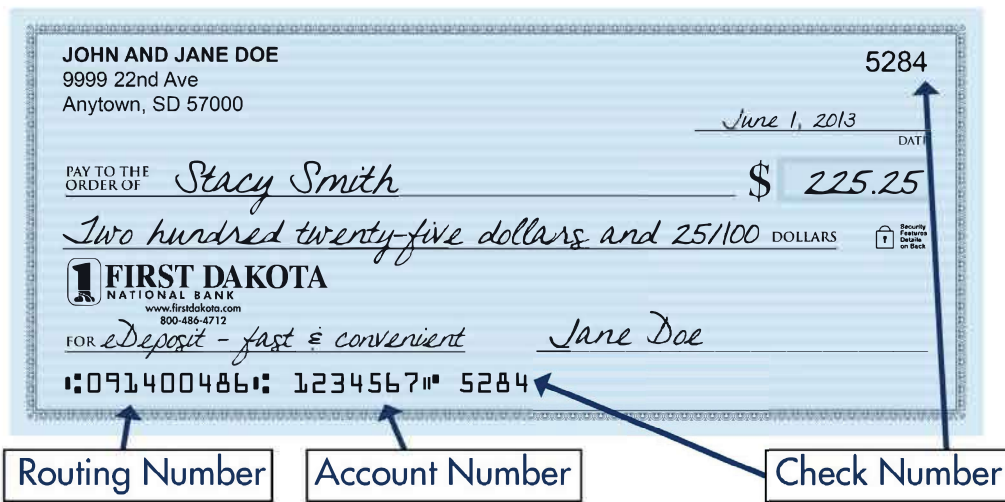 JOHN AND JANE DOE
9999 22nd Ave
Anytown, SD 57000
5284
June 1, 2013
DATE
PAY TO THE
ORDER OF Stacy Smith $ 225.25
Two hundred twenty-five dollars and 25/100 DOLLARS
Security
Features
Details
on Back
1 FIRST DAKOTA
NATIONAL BANK
www.firstdakota.com
800-486-4712
FOR eDeposit - fast & convenient Jane Doe
⑆091400486⑆ 1234567⑈ 5284
Routing Number Account Number Check Number